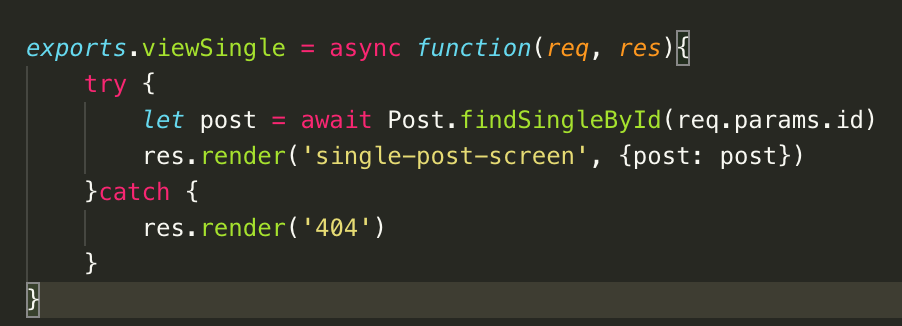 exports.viewSingle = async function(req, res){
    try {
        let post = await Post.findSingleById(req.params.id)
        res.render('single-post-screen', {post: post})
    }catch {
        res.render('404')
    }
}